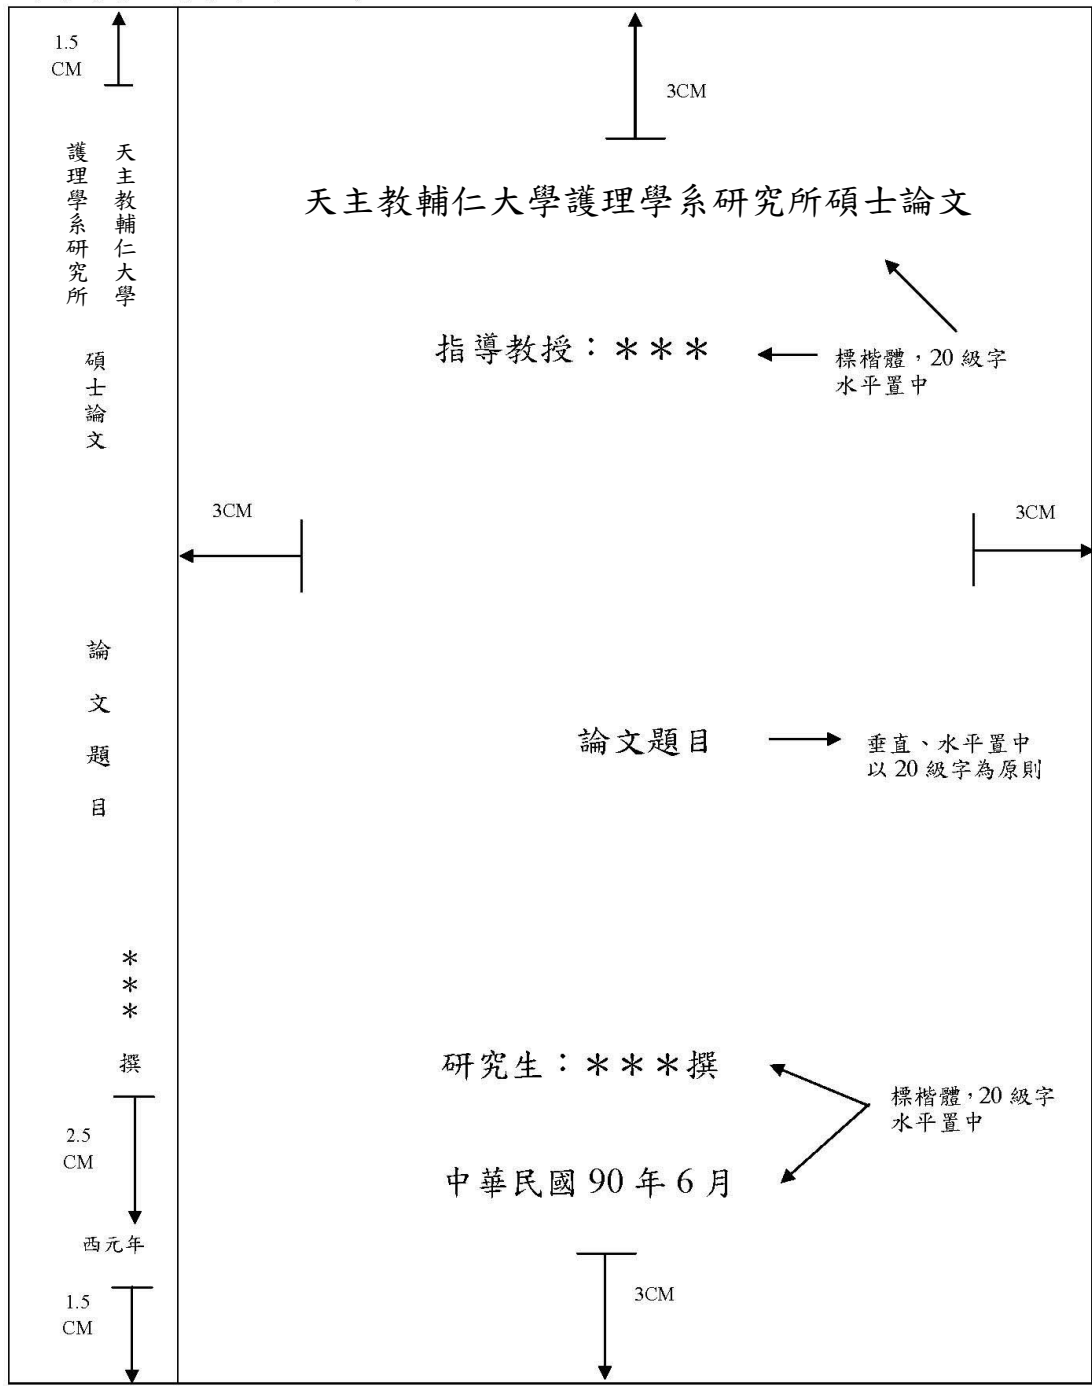 1.5
CM
天主教輔仁大學
護理學系研究所
碩士論文
論文題目
＊＊＊ 撰
2.5
CM
西元年
1.5
CM
3CM
天主教輔仁大學護理學系研究所碩士論文
指導教授：＊＊＊
標楷體，20 級字
水平置中
3CM
3CM
論文題目
垂直、水平置中
以 20 級字為原則
研究生：＊＊＊撰
標楷體，20 級字
水平置中
中華民國 90 年 6 月
3CM